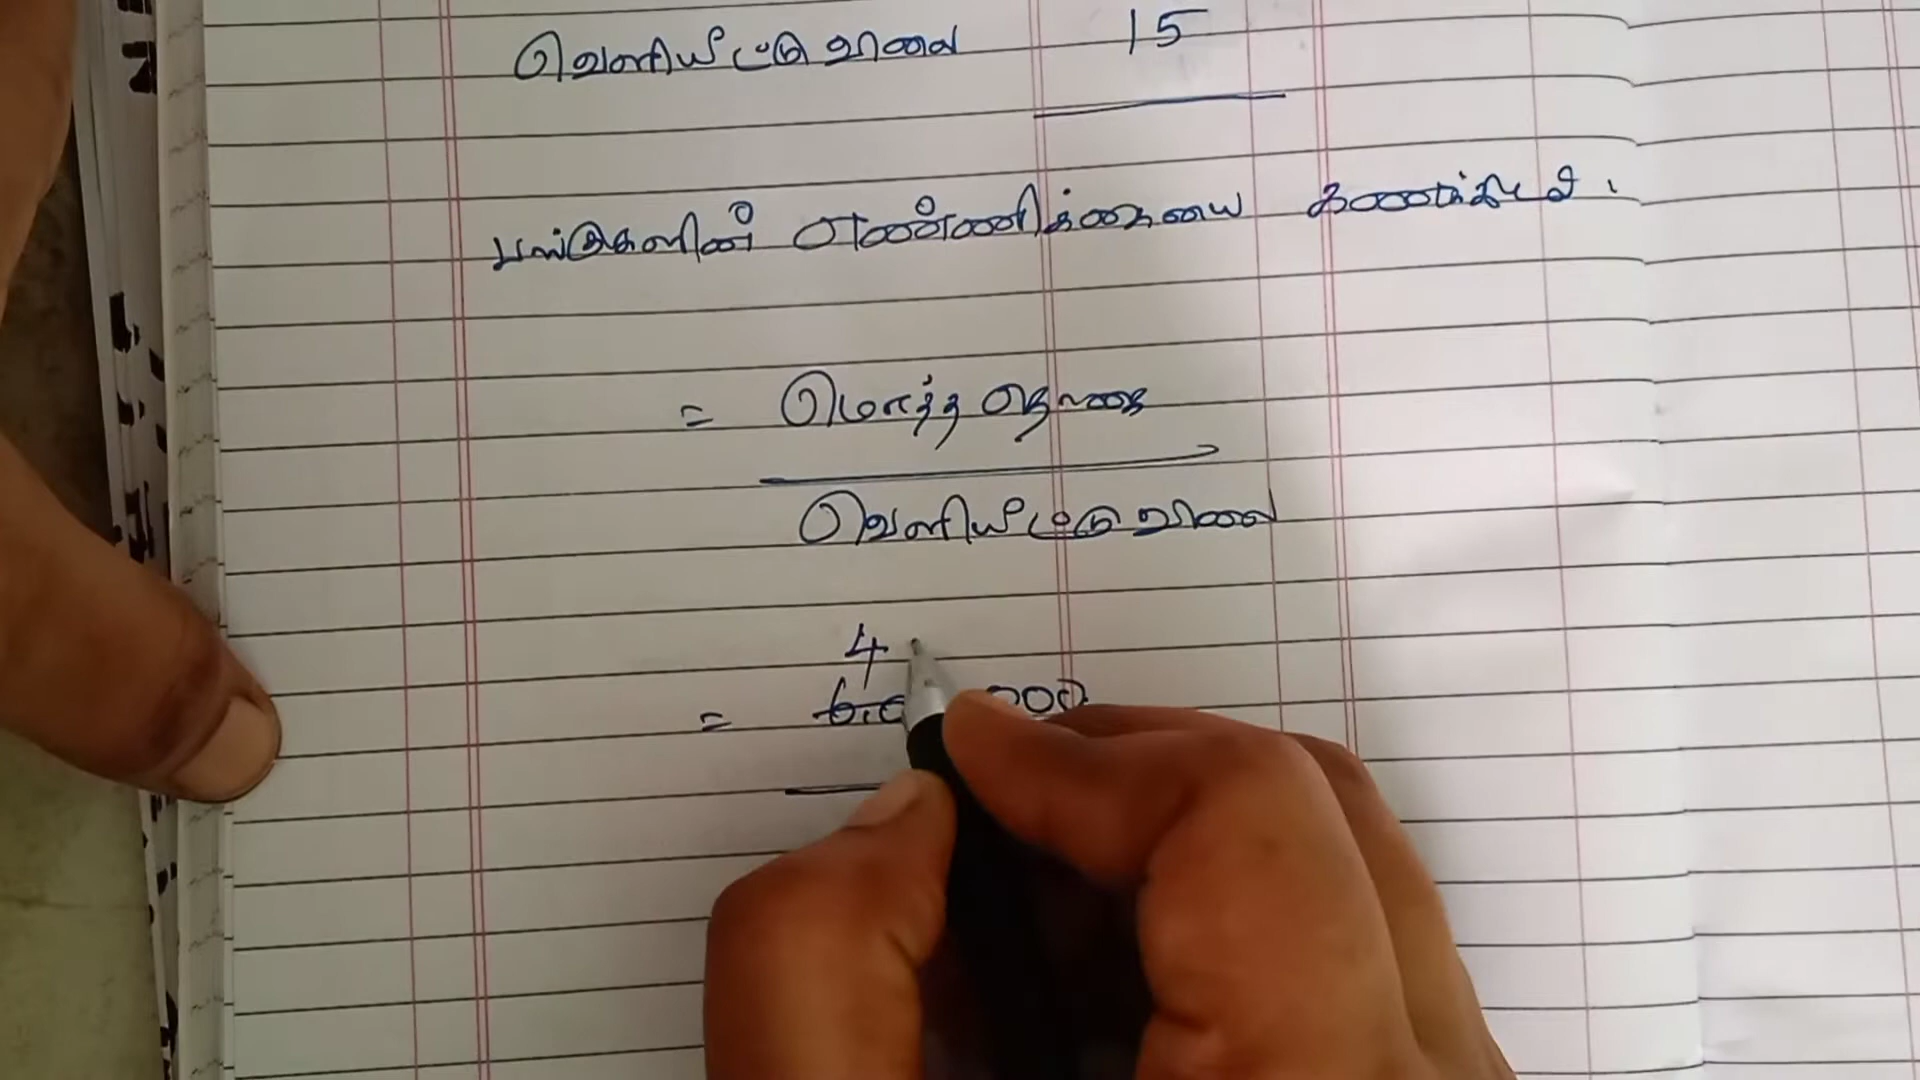 வெளியீட்டு விலை 15
பங்குகளின் எண்ணிக்கையை கணக்கிடு.
= மொத்த தொகை
வெளியீட்டு விலை
4
=